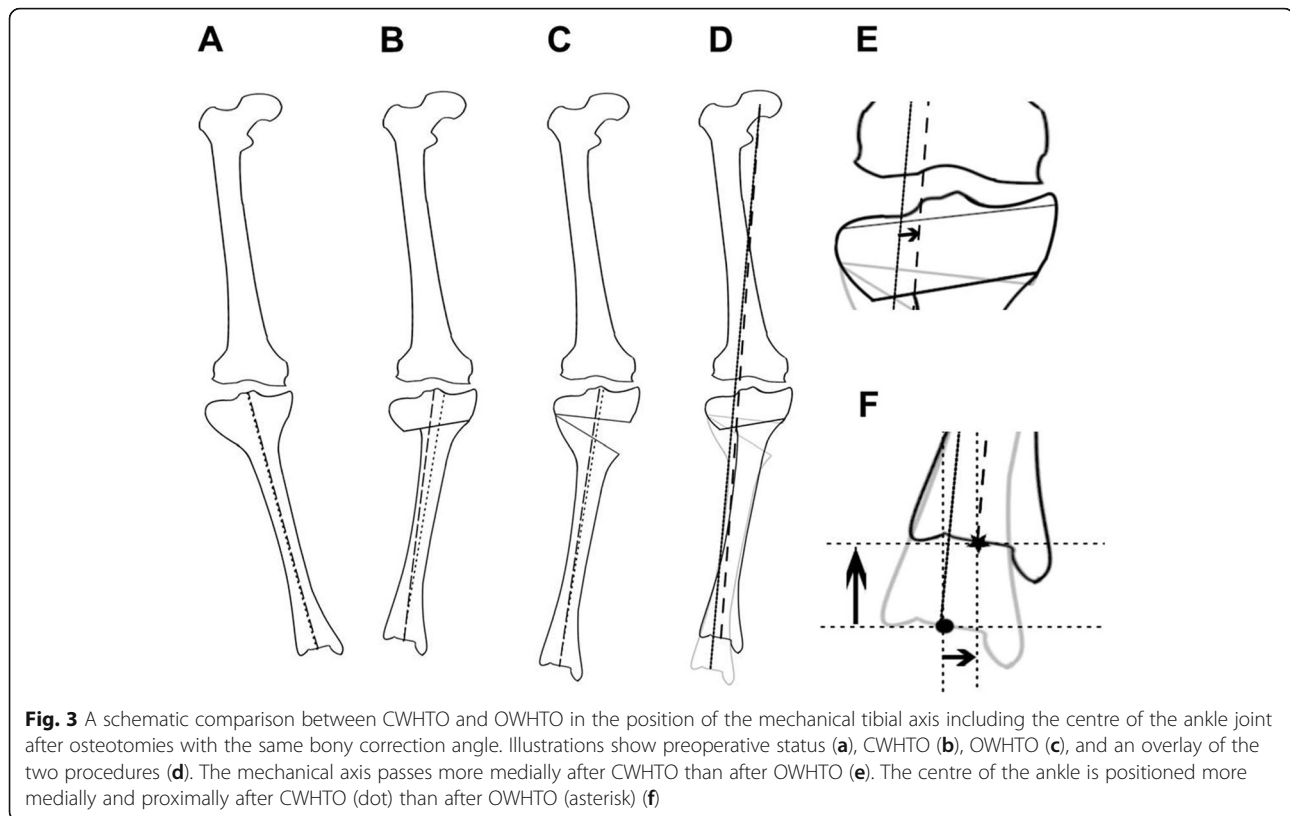 A B C D E
F
Fig. 3 A schematic comparison between CWHTO and OWHTO in the position of the mechanical tibial axis including the centre of the ankle joint
after osteotomies with the same bony correction angle. Illustrations show preoperative status (a), CWHTO (b), OWHTO (c), and an overlay of the
two procedures (d). The mechanical axis passes more medially after CWHTO than after OWHTO (e). The centre of the ankle is positioned more
medially and proximally after CWHTO (dot) than after OWHTO (asterisk) (f)